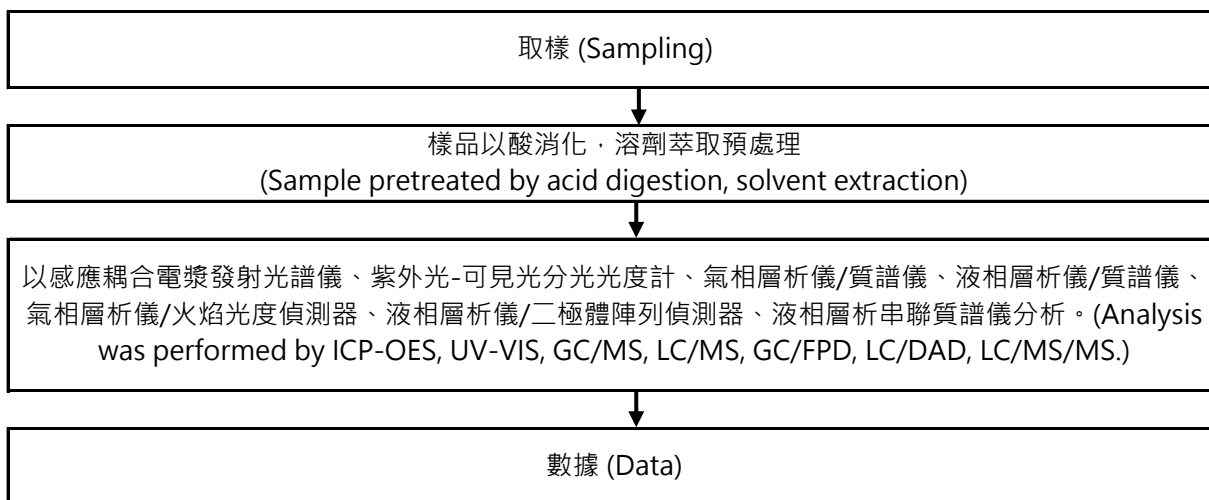 取樣 (Sampling)
樣品以酸消化，溶劑萃取預處理
(Sample pretreated by acid digestion, solvent extraction)
以感應耦合電漿發射光譜儀、紫外光-可見光分光光度計、氣相層析儀/質譜儀、液相層析儀/質譜儀、
氣相層析儀/火焰光度偵測器、液相層析儀/二極體陣列偵測器、液相層析串聯質譜儀分析。(Analysis
was performed by ICP-OES, UV-VIS, GC/MS, LC/MS, GC/FPD, LC/DAD, LC/MS/MS.)
數據 (Data)